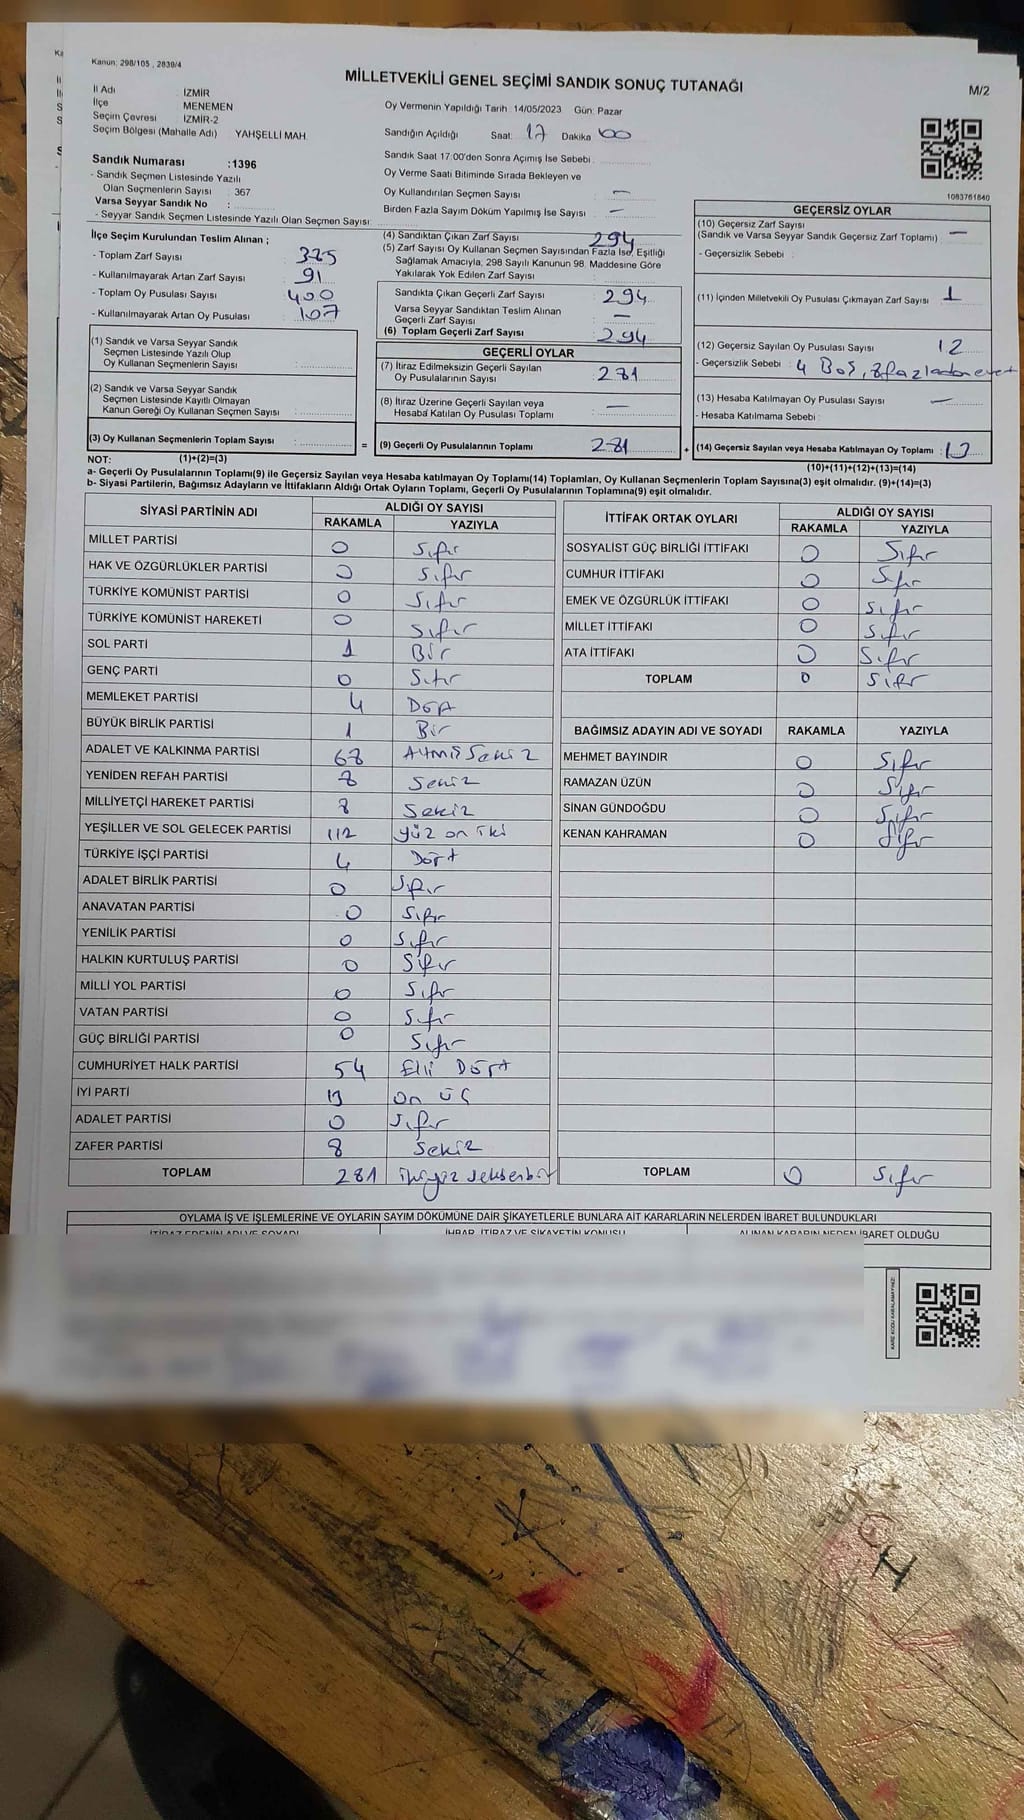 Kanun: 298/105 , 2839/4
MİLLETVEKİLİ GENEL SEÇİMİ SANDIK SONUÇ TUTANAĞI
M/2
İl Adı : İZMİR
İlçe : MENEMEN
Seçim Çevresi : İZMİR-2
Seçim Bölgesi (Mahalle Adı) YAHŞELLİ MAH
Oy Vermenin Yapıldığı Tarih :14/05/2023 Gün: Pazar
Sandığın Açıldığı Saat: 17 Dakika 00
Sandık Saat 17:00'den Sonra Açımış İse Sebebi :
Sandık Numarası :1396
- Sandık Seçmen Listesinde Yazılı
Olan Seçmenlerin Sayısı : 367
Varsa Seyyar Sandık No :
- Seyyar Sandık Seçmen Listesinde Yazılı Olan Seçmen Sayısı:
Oy Verme Saati Bitiminde Sırada Bekleyen ve
Oy Kullandırılan Seçmen Sayısı : —
Birden Fazla Sayım Döküm Yapılmış İse Sayısı : —
1083761840
İlçe Seçim Kurulundan Teslim Alınan ;
- Toplam Zarf Sayısı : 385
- Kullanılmayarak Artan Zarf Sayısı : 91
- Toplam Oy Pusulası Sayısı : 400
- Kullanılmayarak Artan Oy Pusulası : 107
(4) Sandıktan Çıkan Zarf Sayısı : 294
(5) Zarf Sayısı Oy Kullanan Seçmen Sayısından Fazla İse, Eşitliği
Sağlamak Amacıyla, 298 Sayılı Kanunun 98. Maddesine Göre
Yakılarak Yok Edilen Zarf Sayısı :
Sandıkta Çıkan Geçerli Zarf Sayısı : 294
Varsa Seyyar Sandıktan Teslim Alınan
Geçerli Zarf Sayısı : —
(6) Toplam Geçerli Zarf Sayısı : 294
GEÇERSİZ OYLAR
(10) Geçersiz Zarf Sayısı
(Sandık ve Varsa Seyyar Sandık Geçersiz Zarf Toplamı) : —
- Geçersizlik Sebebi :
(11) İçinden Milletvekili Oy Pusulası Çıkmayan Zarf Sayısı : 1
(12) Geçersiz Sayılan Oy Pusulası Sayısı : 12
- Geçersizlik Sebebi : 4 Boş, 8 fazladan evet
(13) Hesaba Katılmayan Oy Pusulası Sayısı : —
- Hesaba Katılmama Sebebi :
(14) Geçersiz Sayılan veya Hesaba Katılmayan Oy Toplamı : 13
(10)+(11)+(12)+(13)=(14)
(1) Sandık ve Varsa Seyyar Sandık
Seçmen Listesinde Yazılı Olup
Oy Kullanan Seçmenlerin Sayısı :
(2) Sandık ve Varsa Seyyar Sandık
Seçmen Listesinde Kayıtlı Olmayan
Kanun Gereği Oy Kullanan Seçmen Sayısı :
(3) Oy Kullanan Seçmenlerin Toplam Sayısı :
GEÇERLİ OYLAR
(7) İtiraz Edilmeksizin Geçerli Sayılan
Oy Pusulalarının Sayısı : 281
(8) İtiraz Üzerine Geçerli Sayılan veya
Hesaba Katılan Oy Pusulası Toplamı : —
= (9) Geçerli Oy Pusulalarının Toplamı : 281 +
NOT: (1)+(2)=(3)
a- Geçerli Oy Pusulalarının Toplamı(9) ile Geçersiz Sayılan veya Hesaba katılmayan Oy Toplamı(14) Toplamları, Oy Kullanan Seçmenlerin Toplam Sayısına(3) eşit olmalıdır. (9)+(14)=(3)
b- Siyasi Partilerin, Bağımsız Adayların ve İttifakların Aldığı Ortak Oyların Toplamı, Geçerli Oy Pusulalarının Toplamına(9) eşit olmalıdır.
SİYASİ PARTİNİN ADI ALDIĞI OY SAYISI
RAKAMLA YAZIYLA
MİLLET PARTİSİ 0 Sıfır
HAK VE ÖZGÜRLÜKLER PARTİSİ 0 Sıfır
TÜRKİYE KOMÜNİST PARTİSİ 0 Sıfır
TÜRKİYE KOMÜNİST HAREKETİ 0 Sıfır
SOL PARTİ 1 Bir
GENÇ PARTİ 0 Sıfır
MEMLEKET PARTİSİ 4 Dört
BÜYÜK BİRLİK PARTİSİ 1 Bir
ADALET VE KALKINMA PARTİSİ 68 Altmış Sekiz
YENİDEN REFAH PARTİSİ 8 Sekiz
MİLLİYETÇİ HAREKET PARTİSİ 8 Sekiz
YEŞİLLER VE SOL GELECEK PARTİSİ 112 yüz on iki
TÜRKİYE İŞÇİ PARTİSİ 4 Dört
ADALET BİRLİK PARTİSİ 0 Sıfır
ANAVATAN PARTİSİ 0 Sıfır
YENİLİK PARTİSİ 0 Sıfır
HALKIN KURTULUŞ PARTİSİ 0 Sıfır
MİLLİ YOL PARTİSİ 0 Sıfır
VATAN PARTİSİ 0 Sıfır
GÜÇ BİRLİĞİ PARTİSİ 0 Sıfır
CUMHURİYET HALK PARTİSİ 54 Elli Dört
İYİ PARTİ 13 On üç
ADALET PARTİSİ 0 Sıfır
ZAFER PARTİSİ 8 Sekiz
TOPLAM 281 ikiyüz seksenbir
İTTİFAK ORTAK OYLARI ALDIĞI OY SAYISI
RAKAMLA YAZIYLA
SOSYALİST GÜÇ BİRLİĞİ İTTİFAKI 0 Sıfır
CUMHUR İTTİFAKI 0 Sıfır
EMEK VE ÖZGÜRLÜK İTTİFAKI 0 Sıfır
MİLLET İTTİFAKI 0 Sıfır
ATA İTTİFAKI 0 Sıfır
TOPLAM 0 Sıfır
BAĞIMSIZ ADAYIN ADI VE SOYADI RAKAMLA YAZIYLA
MEHMET BAYINDIR 0 Sıfır
RAMAZAN ÜZÜN 0 Sıfır
SİNAN GÜNDOĞDU 0 Sıfır
KENAN KAHRAMAN 0 Sıfır
TOPLAM 0 Sıfır
OYLAMA İŞ VE İŞLEMLERİNE VE OYLARIN SAYIM DÖKÜMÜNE DAİR ŞİKAYETLERLE BUNLARA AİT KARARLARIN NELERDEN İBARET BULUNDUKLARI
İTİRAZ EDENİN ADI VE SOYADI İHBAR, İTİRAZ VE ŞİKAYETİN KONUSU ALINAN KARARIN NEDEN İBARET OLDUĞU
KARE KODU KARALAMAYINIZ!